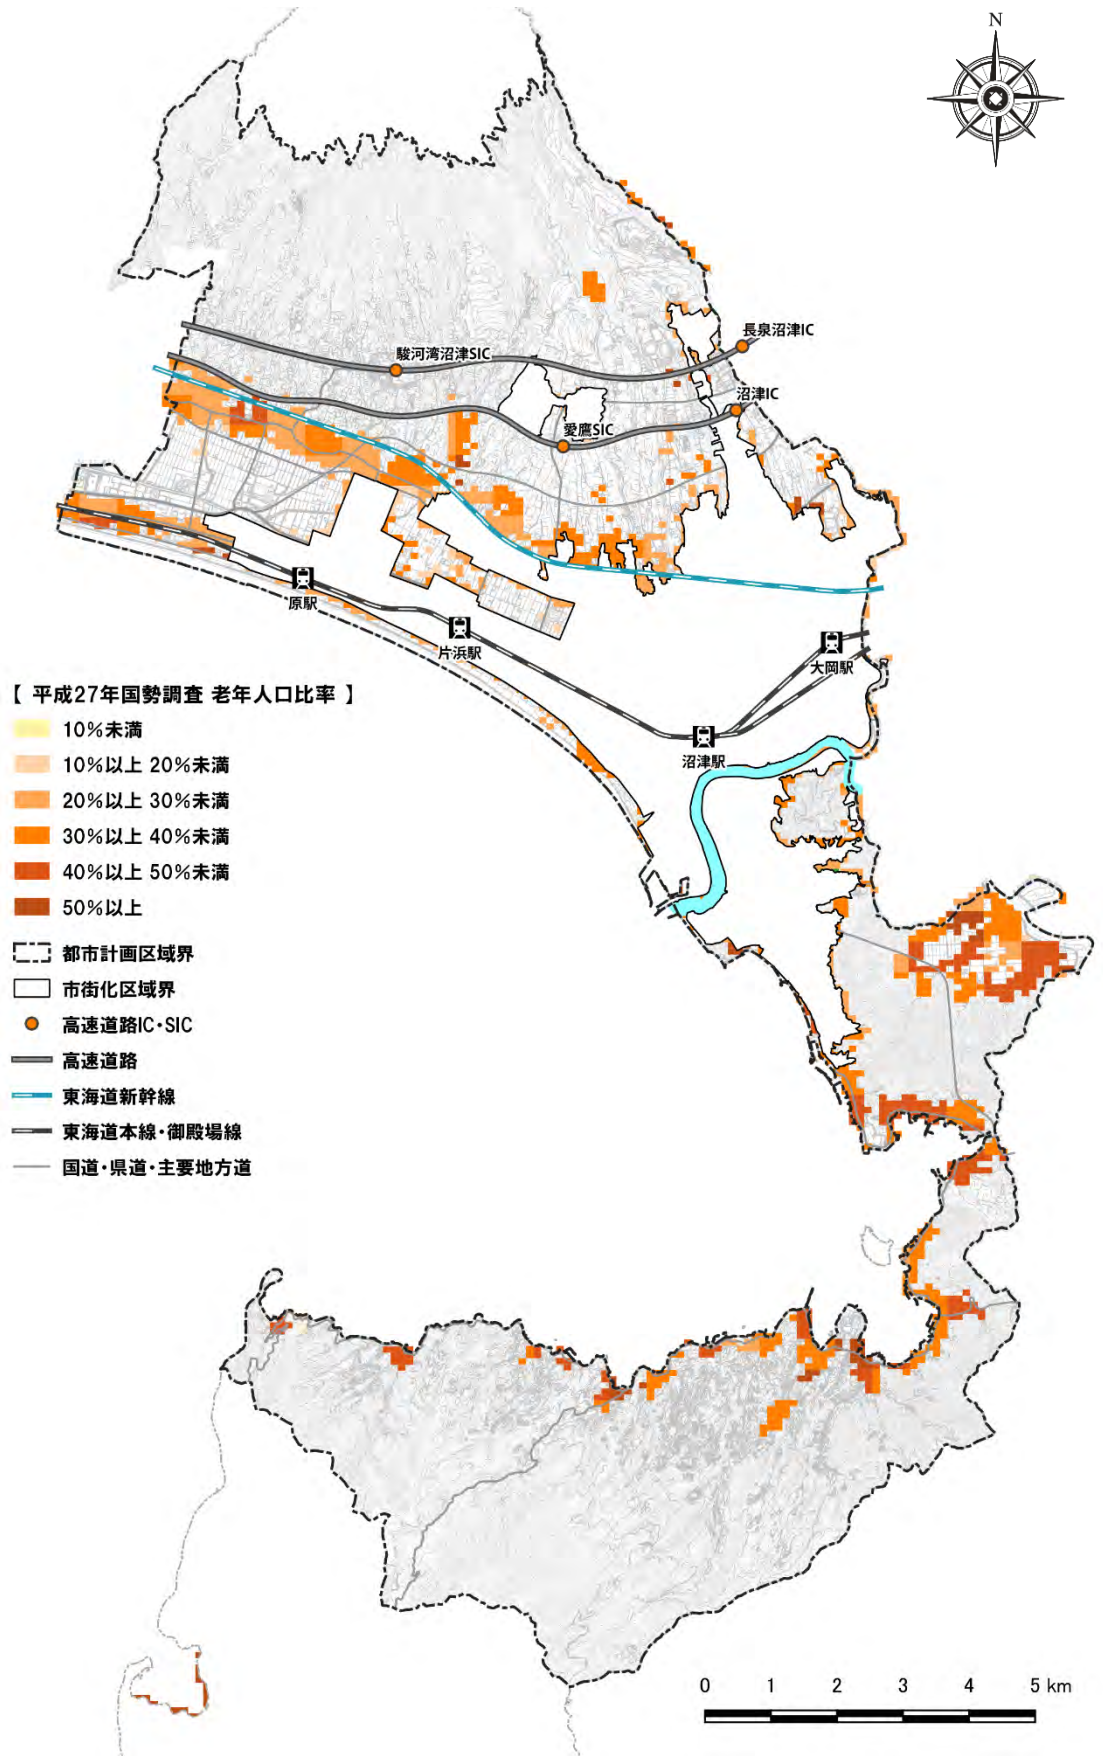 N
長泉沼津IC
駿河湾沼津SIC
沼津IC
愛鷹SIC
原駅
片浜駅
大岡駅
沼津駅
【 平成27年国勢調査 老年人口比率 】
10%未満
10%以上 20%未満
20%以上 30%未満
30%以上 40%未満
40%以上 50%未満
50%以上
都市計画区域界
市街化区域界
高速道路IC・SIC
高速道路
東海道新幹線
東海道本線・御殿場線
国道・県道・主要地方道
0 1 2 3 4 5 km